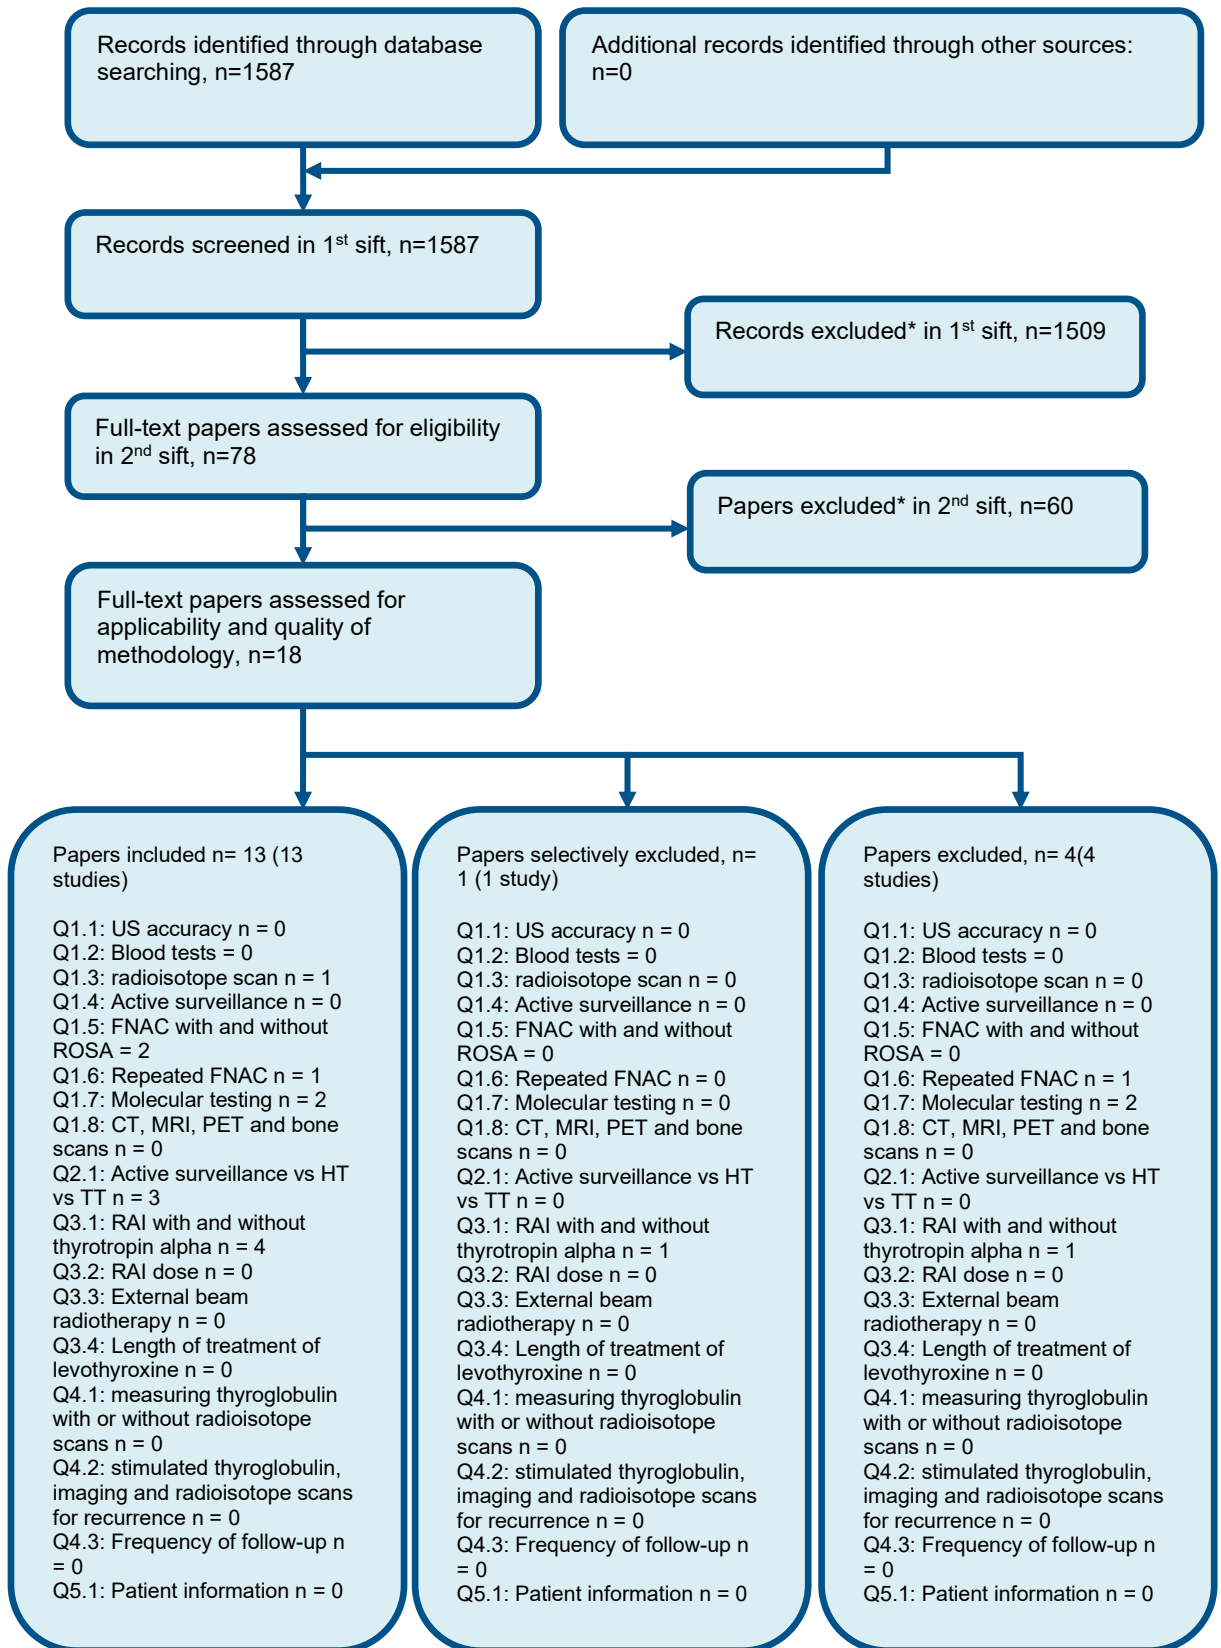 Records identified through database
searching, n=1587
Additional records identified through other sources:
n=0
Records screened in 1st sift, n=1587
Records excluded* in 1st sift, n=1509
Full-text papers assessed for eligibility
in 2nd sift, n=78
Papers excluded* in 2nd sift, n=60
Full-text papers assessed for
applicability and quality of
methodology, n=18
Papers included n= 13 (13
studies)
Q1.1: US accuracy n = 0
Q1.2: Blood tests = 0
Q1.3: radioisotope scan n = 1
Q1.4: Active surveillance n = 0
Q1.5: FNAC with and without
ROSA = 2
Q1.6: Repeated FNAC n = 1
Q1.7: Molecular testing n = 2
Q1.8: CT, MRI, PET and bone
scans n = 0
Q2.1: Active surveillance vs HT
vs TT n = 3
Q3.1: RAI with and without
thyrotropin alpha n = 4
Q3.2: RAI dose n = 0
Q3.3: External beam
radiotherapy n = 0
Q3.4: Length of treatment of
levothyroxine n = 0
Q4.1: measuring thyroglobulin
with or without radioisotope
scans n = 0
Q4.2: stimulated thyroglobulin,
imaging and radioisotope scans
for recurrence n = 0
Q4.3: Frequency of follow-up n
= 0
Q5.1: Patient information n = 0
Papers selectively excluded, n=
1 (1 study)
Q1.1: US accuracy n = 0
Q1.2: Blood tests = 0
Q1.3: radioisotope scan n = 0
Q1.4: Active surveillance n = 0
Q1.5: FNAC with and without
ROSA = 0
Q1.6: Repeated FNAC n = 0
Q1.7: Molecular testing n = 0
Q1.8: CT, MRI, PET and bone
scans n = 0
Q2.1: Active surveillance vs HT
vs TT n = 0
Q3.1: RAI with and without
thyrotropin alpha n = 1
Q3.2: RAI dose n = 0
Q3.3: External beam
radiotherapy n = 0
Q3.4: Length of treatment of
levothyroxine n = 0
Q4.1: measuring thyroglobulin
with or without radioisotope
scans n = 0
Q4.2: stimulated thyroglobulin,
imaging and radioisotope scans
for recurrence n = 0
Q4.3: Frequency of follow-up n
= 0
Q5.1: Patient information n = 0
Papers excluded, n= 4(4
studies)
Q1.1: US accuracy n = 0
Q1.2: Blood tests = 0
Q1.3: radioisotope scan n = 0
Q1.4: Active surveillance n = 0
Q1.5: FNAC with and without
ROSA = 0
Q1.6: Repeated FNAC n = 1
Q1.7: Molecular testing n = 2
Q1.8: CT, MRI, PET and bone
scans n = 0
Q2.1: Active surveillance vs HT
vs TT n = 0
Q3.1: RAI with and without
thyrotropin alpha n = 1
Q3.2: RAI dose n = 0
Q3.3: External beam
radiotherapy n = 0
Q3.4: Length of treatment of
levothyroxine n = 0
Q4.1: measuring thyroglobulin
with or without radioisotope
scans n = 0
Q4.2: stimulated thyroglobulin,
imaging and radioisotope scans
for recurrence n = 0
Q4.3: Frequency of follow-up n
= 0
Q5.1: Patient information n = 0